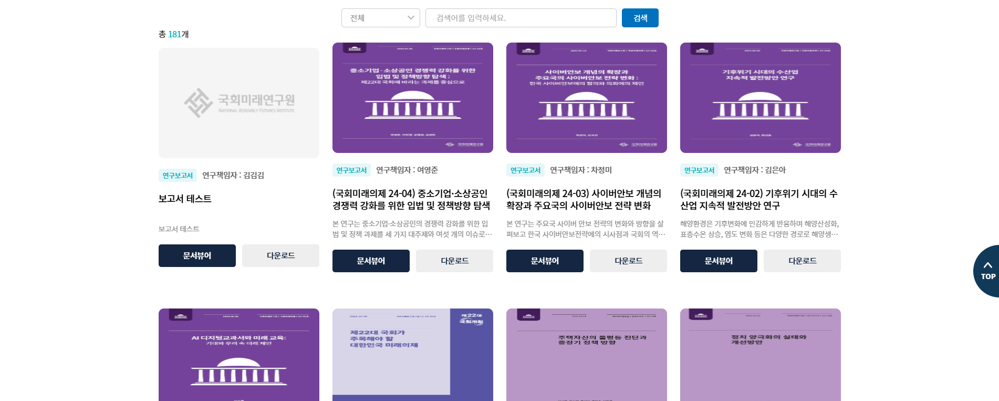 전체
검색어를 입력하세요.
검색
총 181개
국회미래연구원
NATIONAL ASSEMBLY FUTURES INSTITUTE
연구보고서 연구책임자 : 김김김
보고서 테스트
보고서 테스트
문서뷰어 다운로드
중소기업·소상공인 경쟁력 강화를 위한
입법 및 정책방향 탐색 :
제22대 국회에 바라는 과제를 중심으로
국회미래연구원
연구보고서 연구책임자 : 여영준
(국회미래의제 24-04) 중소기업·소상공인
경쟁력 강화를 위한 입법 및 정책방향 탐색
본 연구는 중소기업·소상공인의 경쟁력 강화를 위한 입
법 및 정책 과제를 세 가지 대주제와 여섯 개의 이슈로…
문서뷰어 다운로드
사이버안보 개념의 확장과
주요국의 사이버안보 전략 변화 :
한국 사이버안보에의 함의와 의회에의 제언
국회미래연구원
연구보고서 연구책임자 : 차정미
(국회미래의제 24-03) 사이버안보 개념의
확장과 주요국의 사이버안보 전략 변화
본 연구는 주요국 사이버 안보 전략의 변화와 방향을 살
펴보고 한국 사이버안보전략에의 시사점과 국회의 역…
문서뷰어 다운로드
기후위기 시대의 수산업
지속적 발전방안 연구
국회미래연구원
연구보고서 연구책임자 : 김은아
(국회미래의제 24-02) 기후위기 시대의 수
산업 지속적 발전방안 연구
해양환경은 기후변화에 민감하게 반응하며 해양산성화,
표층수온 상승, 염도 변화 등은 다양한 경로로 해양생…
문서뷰어 다운로드
TOP
AI 디지털교과서와 미래 교육:
기대와 우려 속 미래 제언
제22대
국회개원
제22대 국회가
주목해야 할
대한민국 미래의제
주택자산의 불평등 진단과
중장기 정책 방향
정치 양극화의 실태와
개선방안